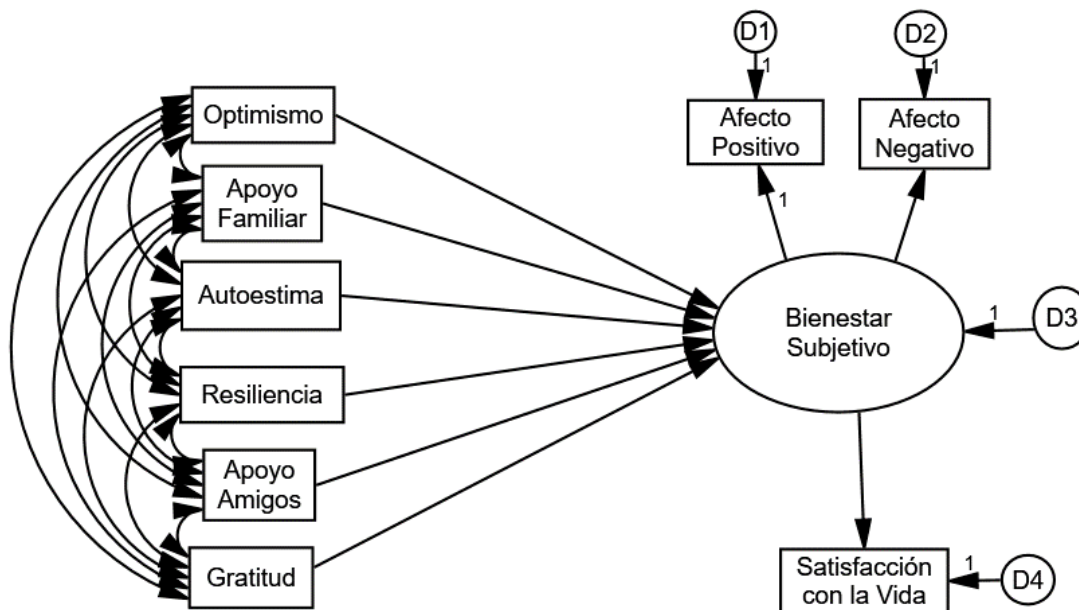 D1
D2
1
1
Afecto
Positivo
Afecto
Negativo
Optimismo
Apoyo
Familiar
Autoestima
Resiliencia
Apoyo
Amigos
Gratitud
1
Bienestar
Subjetivo
1
D3
Satisfacción
con la Vida
1
D4